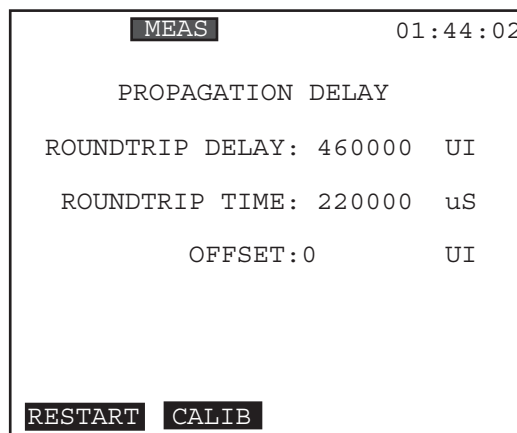 MEAS 01:44:02
PROPAGATION DELAY
ROUNDTRIP DELAY: 460000 UI
ROUNDTRIP TIME: 220000 uS
OFFSET:0 UI
RESTART CALIB